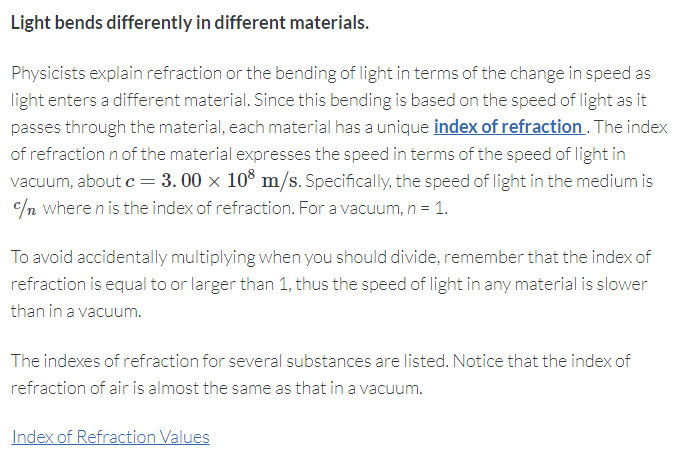 Light bends differently in different materials.
Physicists explain refraction or the bending of light in terms of the change in speed as
light enters a different material. Since this bending is based on the speed of light as it
passes through the material, each material has a unique index of refraction . The index
of refraction n of the material expresses the speed in terms of the speed of light in
vacuum, about c = 3.00 × 10⁸ m/s. Specifically, the speed of light in the medium is
c/n where n is the index of refraction. For a vacuum, n = 1.
To avoid accidentally multiplying when you should divide, remember that the index of
refraction is equal to or larger than 1, thus the speed of light in any material is slower
than in a vacuum.
The indexes of refraction for several substances are listed. Notice that the index of
refraction of air is almost the same as that in a vacuum.
Index of Refraction Values